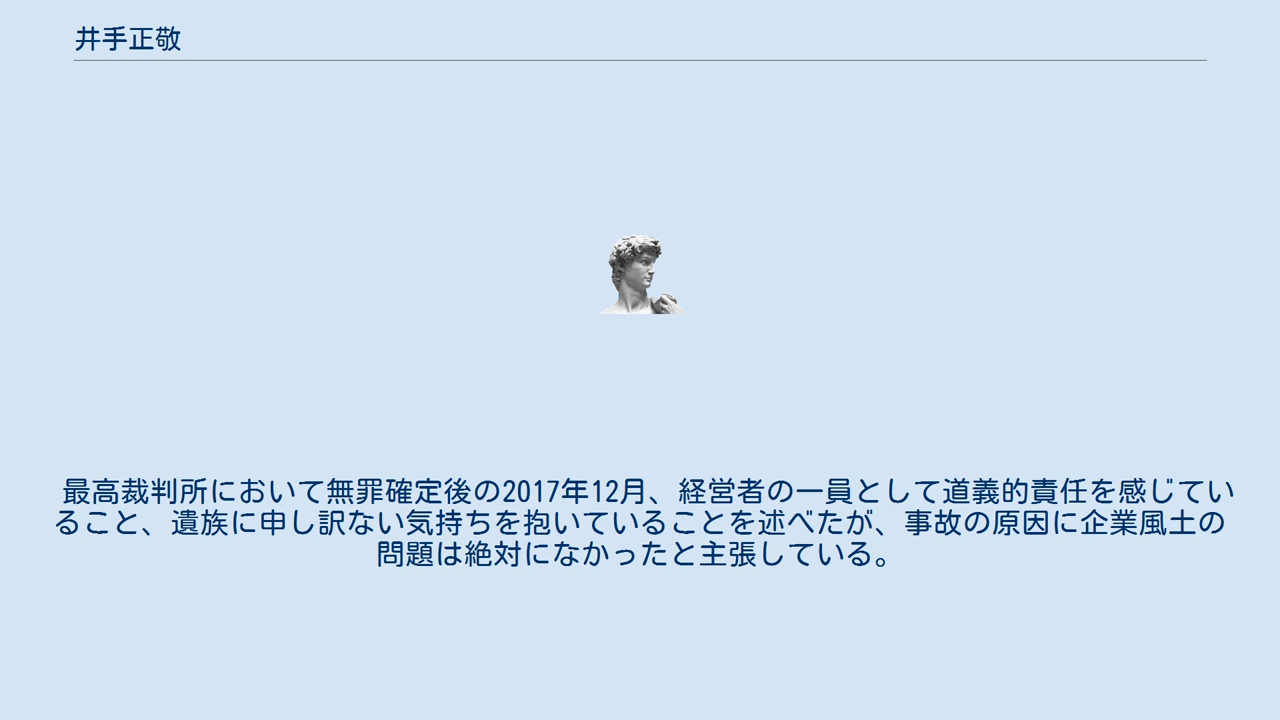 井手正敬
最高裁判所において無罪確定後の2017年12月、経営者の一員として道義的責任を感じてい
ること、遺族に申し訳ない気持ちを抱いていることを述べたが、事故の原因に企業風土の
問題は絶対になかったと主張している。